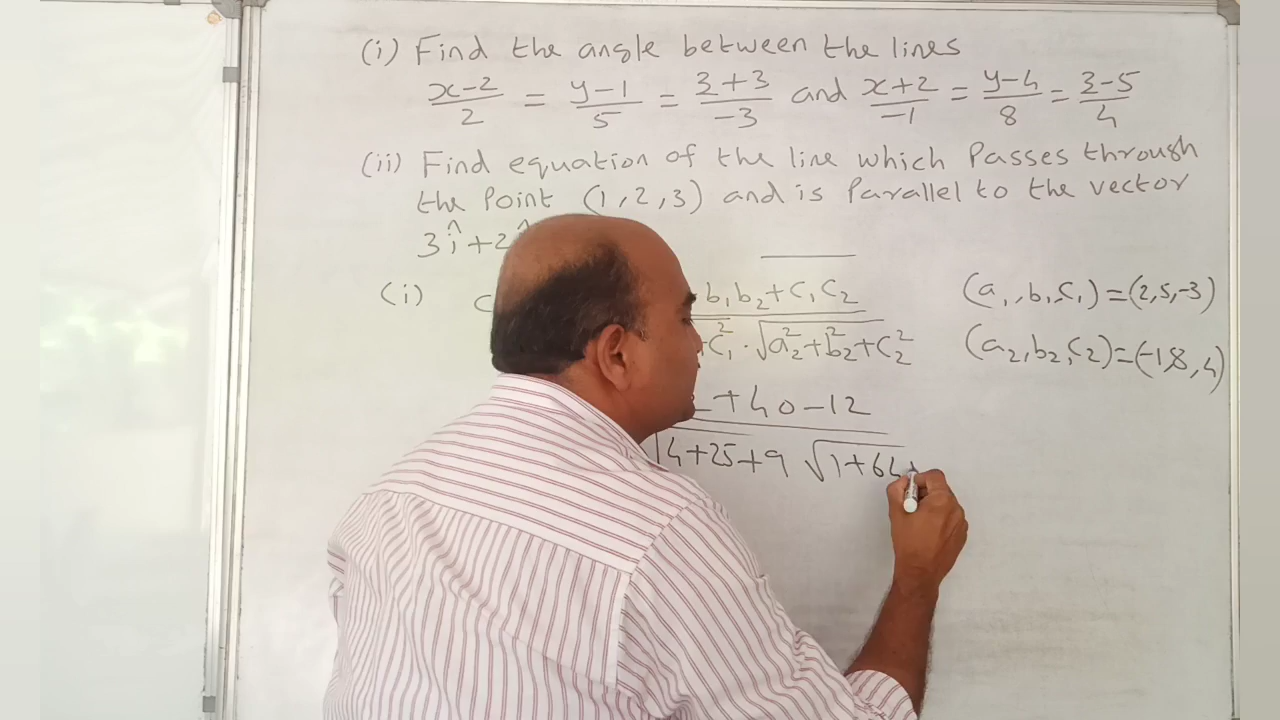 (i) Find the angle between the lines
x-2/2 = y-1/5 = z+3/-3 and x+2/-1 = y-4/8 = z-5/4
(ii) Find equation of the line which Passes through
the Point (1,2,3) and is Parallel to the vector
3î+2
(i) b₁b₂+c₁c₂ (a₁,b₁,c₁)=(2,5,-3)
+c₁² · √a₂²+b₂²+c₂² (a₂,b₂,c₂)=(-1,8,4)
+40-12
√4+25+9 √1+64+